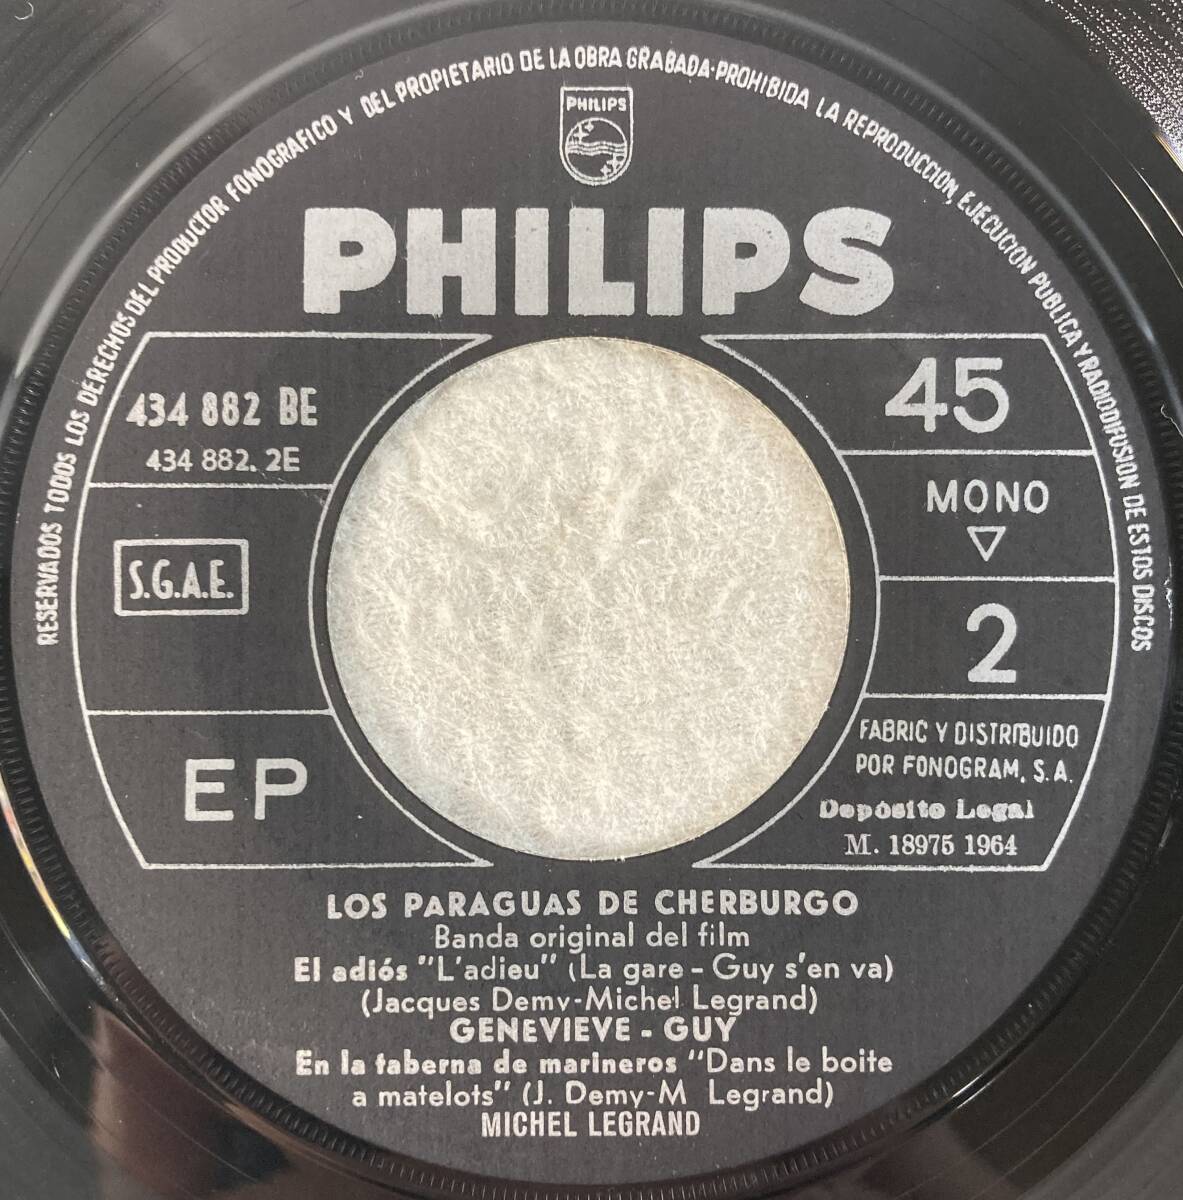 RESERVADOS TODOS LOS DERECHOS DEL PRODUCTOR FONOGRAFICO Y DEL PROPIETARIO DE LA OBRA GRABADA·PROHIBIDA LA REPRODUCCION, EJECUCION PUBLICA Y RADIODIFUSION DE ESTOS DISCOS
PHILIPS
PHILIPS
434 882 BE
434 882. 2E
S.G.A.E.
EP
45
MONO
2
FABRIC Y DISTRIBUIDO
POR FONOGRAM, S.A.
Depósito Legal
M. 18975 1964
LOS PARAGUAS DE CHERBURGO
Banda original del film
El adiós "L'adieu" (La gare - Guy s'en va)
(Jacques Demy-Michel Legrand)
GENEVIEVE - GUY
En la taberna de marineros "Dans le boite
a matelots" (J. Demy-M Legrand)
MICHEL LEGRAND